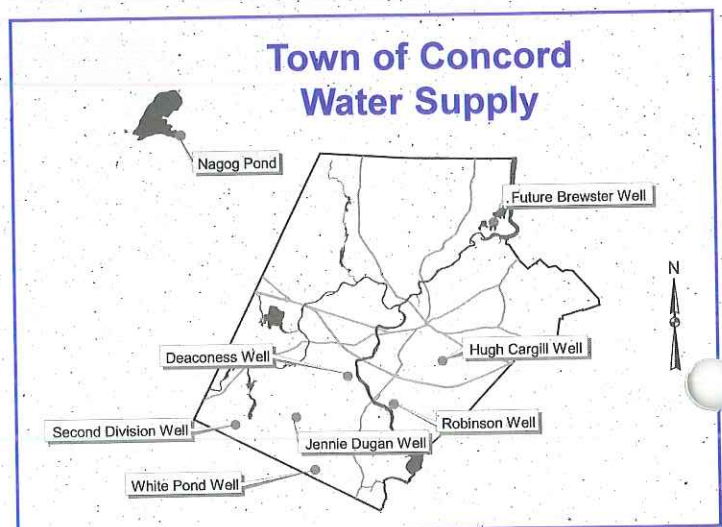 Town of Concord
Water Supply
Nagog Pond
Future Brewster Well
N
Deaconess Well
Hugh Cargill Well
Second Division Well
Jennie Dugan Well
Robinson Well
White Pond Well